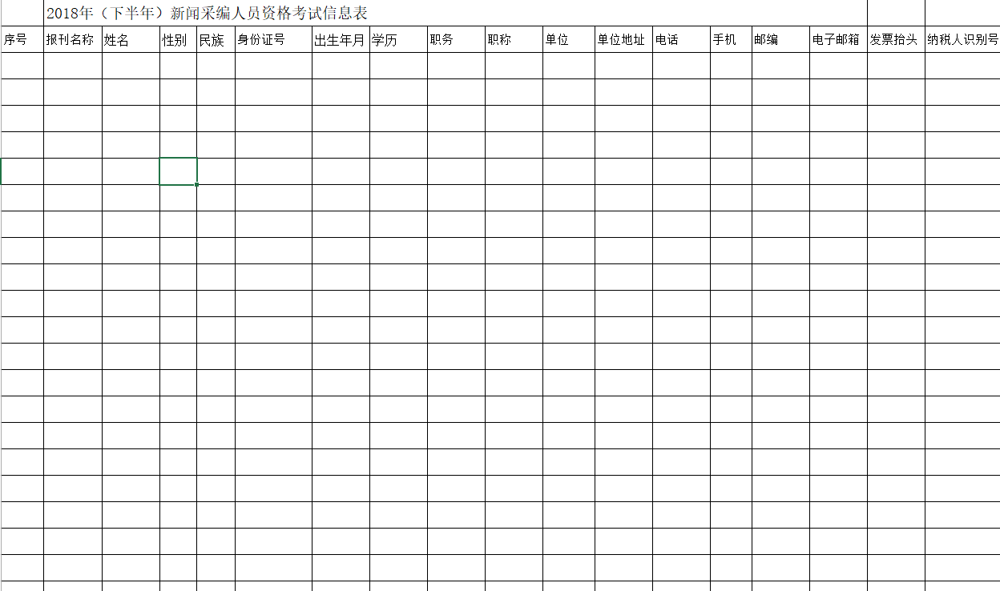 2018年（下半年）新闻采编人员资格考试信息表
序号 报刊名称 姓名 性别 民族 身份证号 出生年月 学历 职务 职称 单位 单位地址 电话 手机 邮编 电子邮箱 发票抬头 纳税人识别号